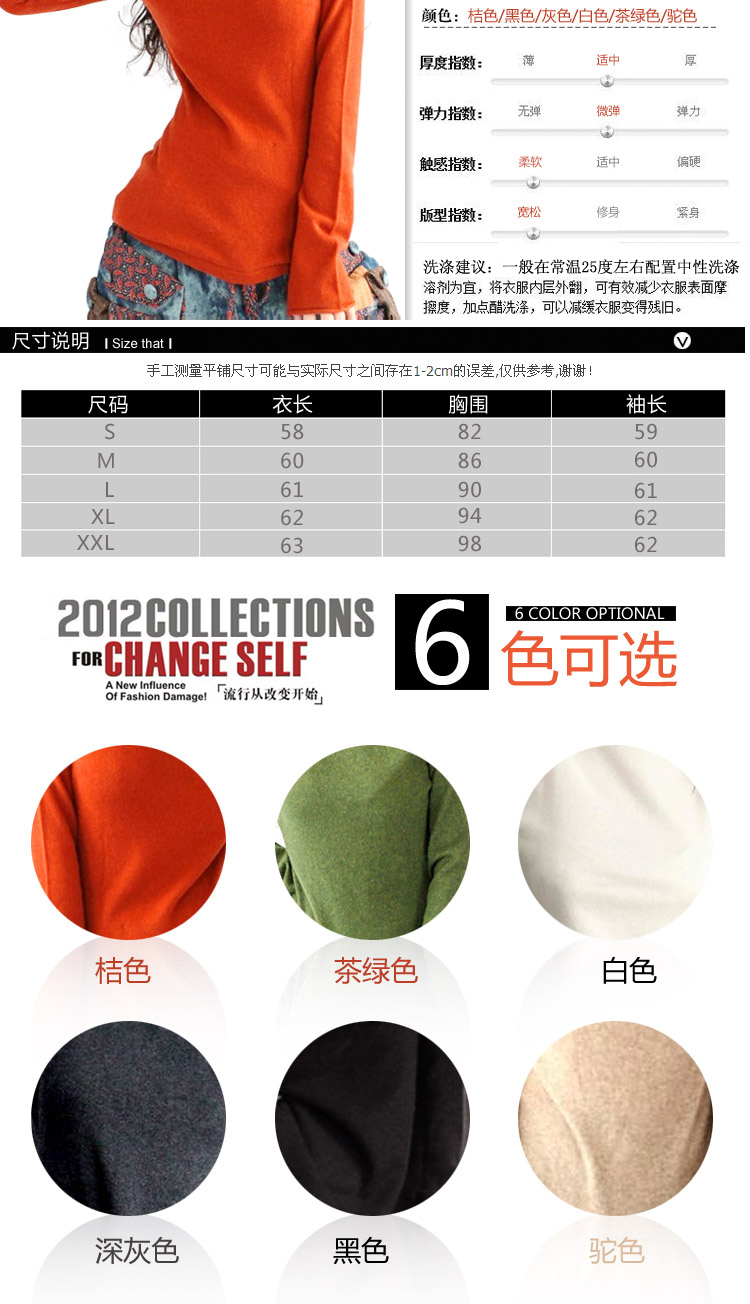 颜色：桔色/黑色/灰色/白色/茶绿色/驼色
厚度指数： 薄 适中 厚
弹力指数： 无弹 微弹 弹力
触感指数： 柔软 适中 偏硬
版型指数： 宽松 修身 紧身
洗涤建议：一般在常温25度左右配置中性洗涤
溶剂为宜，将衣服内层外翻，可有效减少衣服表面摩
擦度，加点醋洗涤，可以减缓衣服变得残旧。
尺寸说明 I Size that I V
手工测量平铺尺寸可能与实际尺寸之间存在1-2cm的误差,仅供参考,谢谢！
尺码 衣长 胸围 袖长
S 58 82 59
M 60 86 60
L 61 90 61
XL 62 94 62
XXL 63 98 62
2012COLLECTIONS
FOR CHANGE SELF
A New Influence
Of Fashion Damage! 「流行从改变开始」
6
6 COLOR OPTIONAL
色可选
桔色 茶绿色 白色
深灰色 黑色 驼色